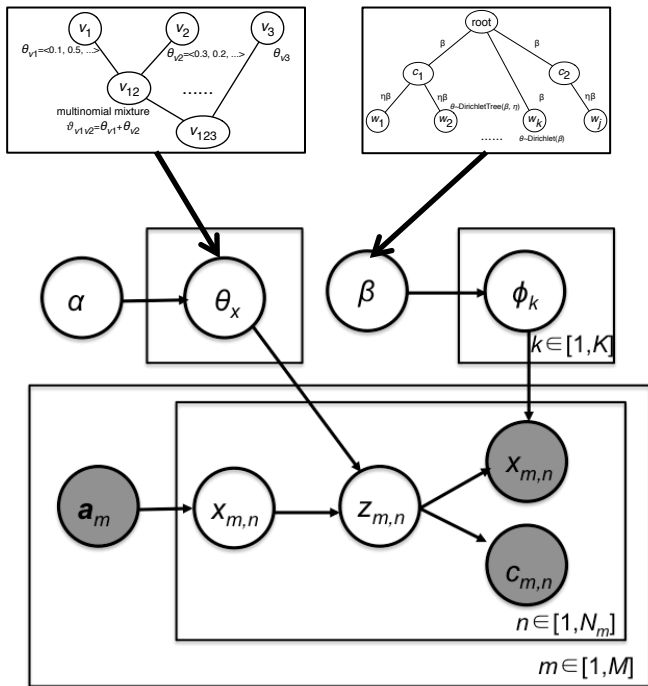 v1 v2 v3
θv1=<0.1, 0.5, ...> θv2=<0.3, 0.2, ...> θv3
v12 ......
multinomial mixture
ϑv1v2=θv1+θv2
v123
root
β β
c1 c2
ηβ ηβ θ~DirichletTree(β, η) β ηβ
w1 w2 wk wj
...... θ~Dirichlet(β)
α θx β ϕk
k∈[1,K]
xm,n
am xm,n zm,n
cm,n
n∈[1,Nm]
m∈[1,M]